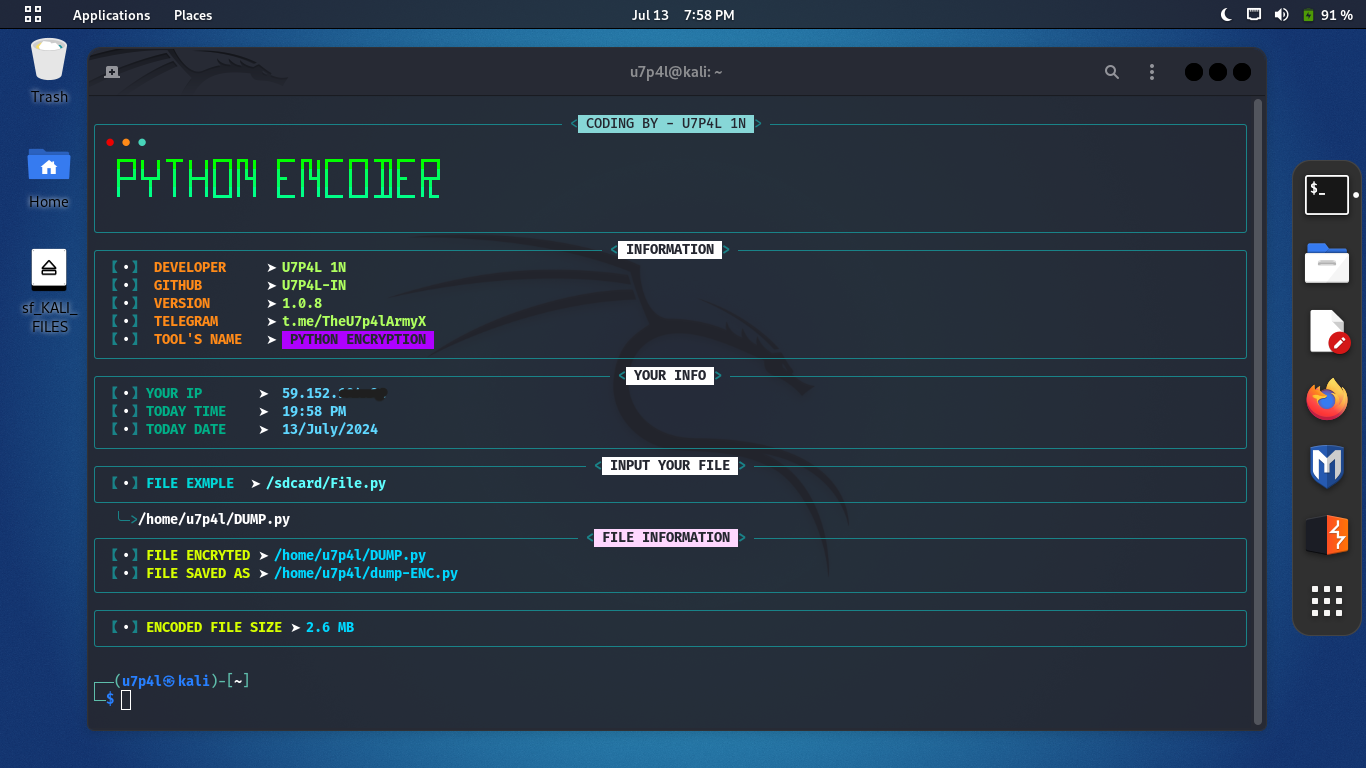 Applications Places Jul 13 7:58 PM 91 %
Trash
Home
sf_KALI_
FILES
u7p4l@kali: ~
<CODING BY - U7P4L 1N>
PYTHON ENCODER
<INFORMATION>
【•】 DEVELOPER ➤ U7P4L 1N
【•】 GITHUB ➤ U7P4L-IN
【•】 VERSION ➤ 1.0.8
【•】 TELEGRAM ➤ t.me/TheU7p4lArmyX
【•】 TOOL'S NAME ➤ PYTHON ENCRYPTION
<YOUR INFO>
【•】 YOUR IP ➤ 59.152.
【•】 TODAY TIME ➤ 19:58 PM
【•】 TODAY DATE ➤ 13/July/2024
<INPUT YOUR FILE>
【•】 FILE EXMPLE ➤ /sdcard/File.py
╰─>/home/u7p4l/DUMP.py
<FILE INFORMATION>
【•】 FILE ENCRYTED ➤ /home/u7p4l/DUMP.py
【•】 FILE SAVED AS ➤ /home/u7p4l/dump-ENC.py
【•】 ENCODED FILE SIZE ➤ 2.6 MB
┌──(u7p4l㉿kali)-[~]
└─$
$_